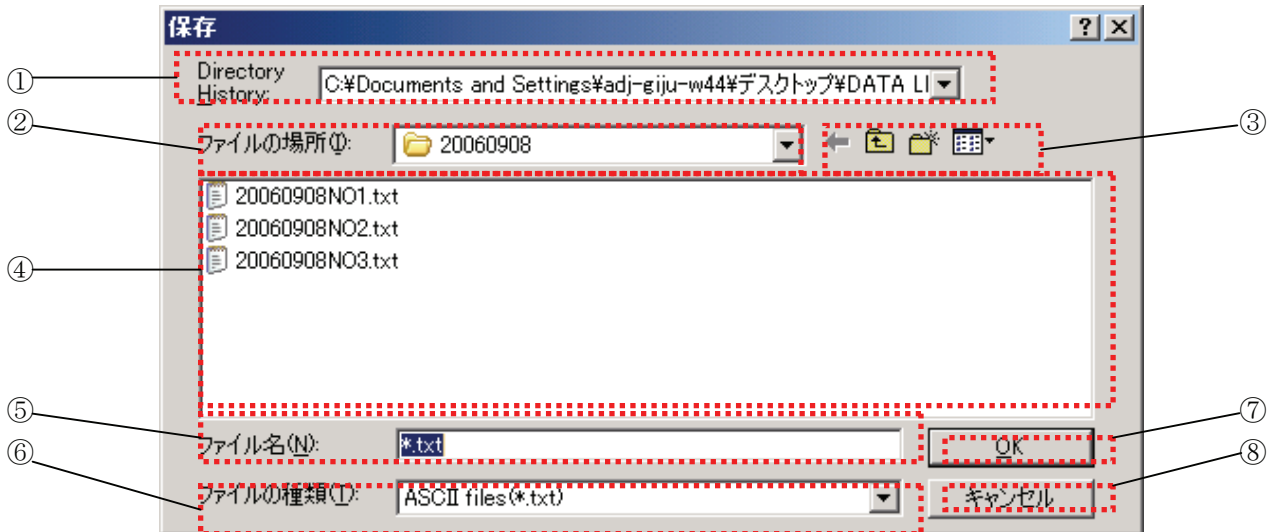 保存
① Directory History: C:¥Documents and Settings¥adj-giju-w44¥デスクトップ¥DATA LI
② ファイルの場所(I): 20060908 ③
20060908NO1.txt
20060908NO2.txt
④ 20060908NO3.txt
⑤ ファイル名(N): *.txt OK ⑦
⑥ ファイルの種類(T): ASCII files(*.txt) キャンセル ⑧